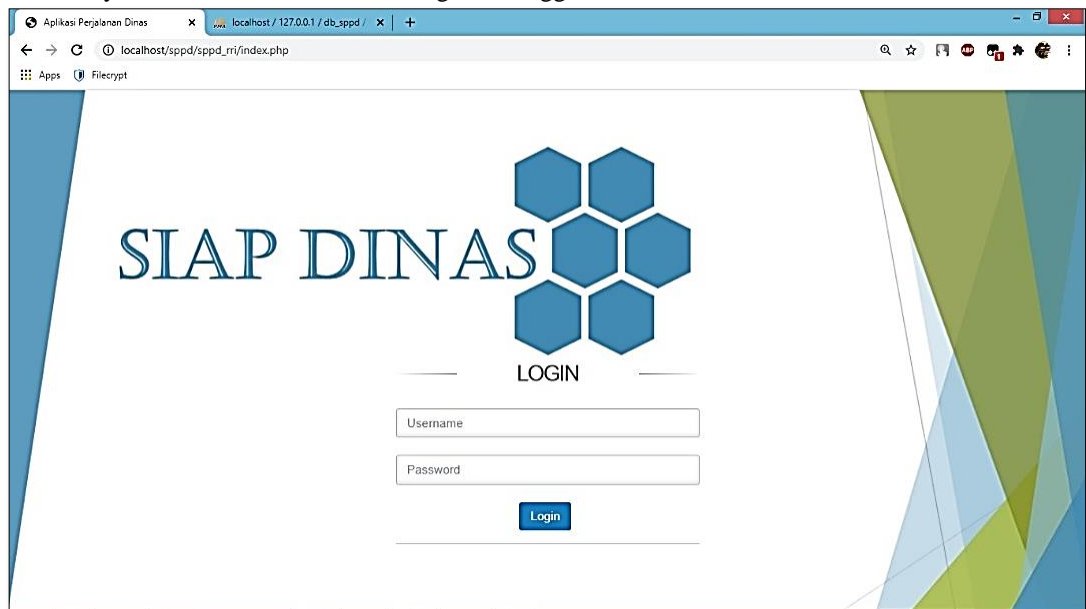 Aplikasi Perjalanan Dinas
localhost / 127.0.0.1 / db_sppd /
localhost/sppd/sppd_rri/index.php
Apps Filecrypt
SIAP DINAS
LOGIN
Username
Password
Login